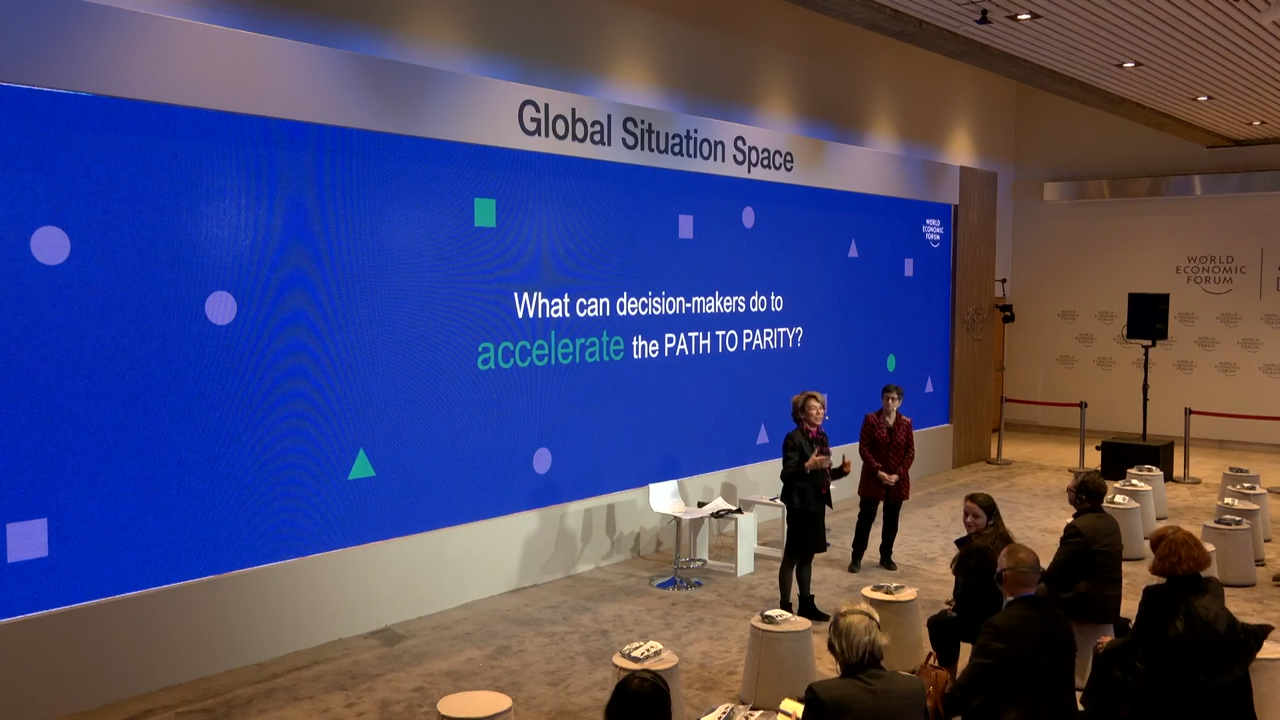 Global Situation Space
WORLD
ECONOMIC
FORUM
What can decision-makers do to
accelerate the PATH TO PARITY?
WORLD
ECONOMIC
FORUM